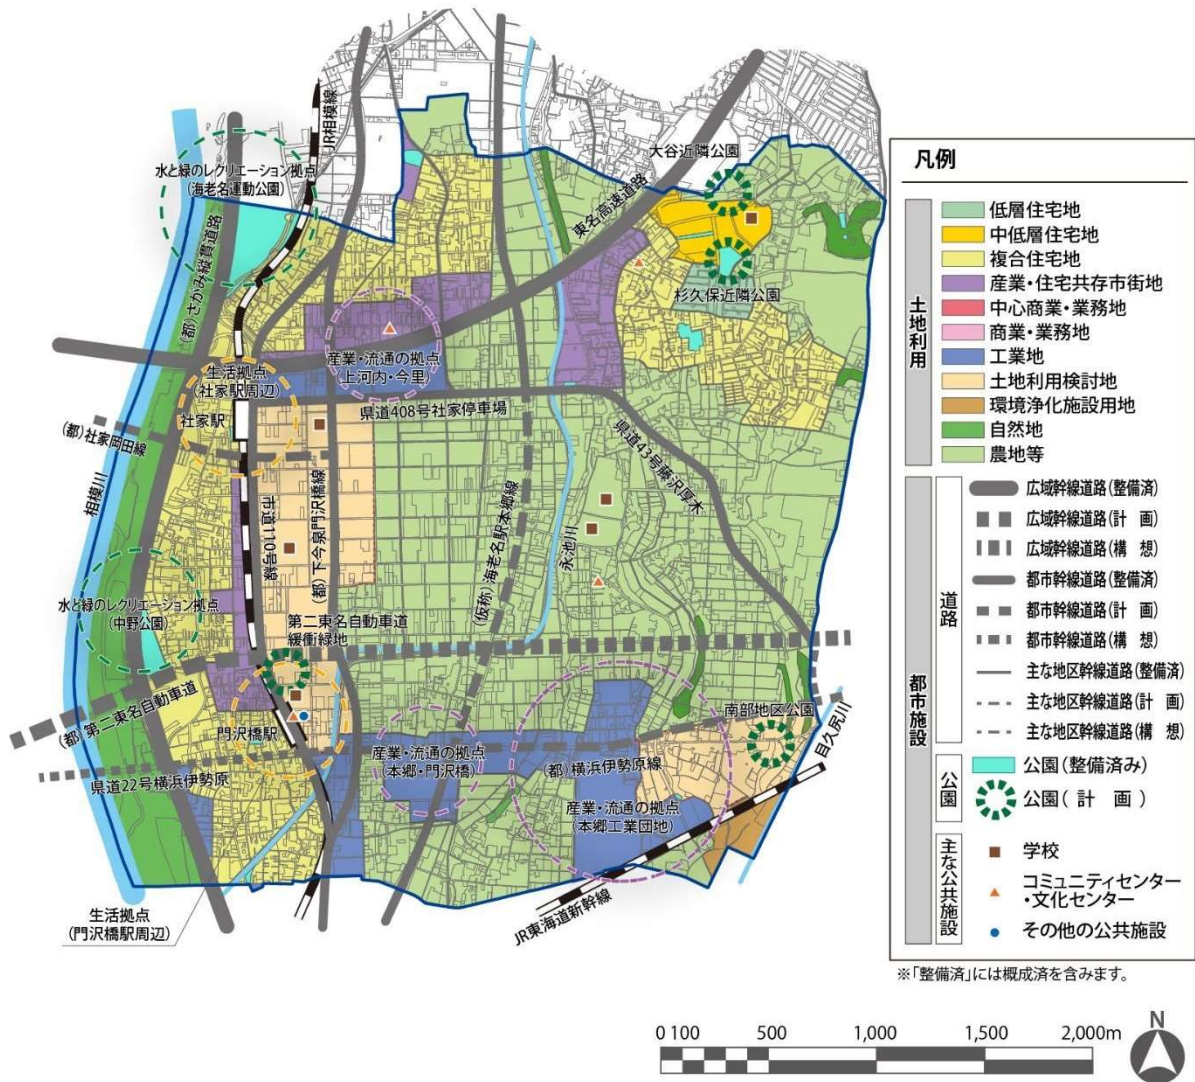 JR相模線
大谷近隣公園
水と緑のレクリエーション拠点
(海老名運動公園)
東名高速道路
(都)さがみ縦貫道路
杉久保近隣公園
生活拠点
(社家駅周辺)
産業・流通の拠点
(上河内・今里)
社家駅
県道408号社家停車場
(都)社家岡田線
県道43号藤沢厚木
相模川
市道110号線
(都)下今泉門沢橋線
(仮称)海老名駅本郷線
永池川
水と緑のレクリエーション拠点
(中野公園)
第二東名自動車道
緩衝緑地
(都)第二東名自動車道
南部地区公園
門沢橋駅
産業・流通の拠点
(本郷・門沢橋)
目久尻川
県道22号横浜伊勢原
(都)横浜伊勢原線
産業・流通の拠点
(本郷工業団地)
生活拠点
(門沢橋駅周辺)
JR東海道新幹線
凡例
土地利用
低層住宅地
中低層住宅地
複合住宅地
産業・住宅共存市街地
中心商業・業務地
商業・業務地
工業地
土地利用検討地
環境浄化施設用地
自然地
農地等
都市施設
道路
広域幹線道路(整備済)
広域幹線道路(計 画)
広域幹線道路(構 想)
都市幹線道路(整備済)
都市幹線道路(計 画)
都市幹線道路(構 想)
主な地区幹線道路(整備済)
主な地区幹線道路(計 画)
主な地区幹線道路(構 想)
公園
公園(整備済み)
公園( 計 画 )
主な公共施設
学校
コミュニティセンター
・文化センター
その他の公共施設
※「整備済」には概成済を含みます。
0 100 500 1,000 1,500 2,000m
N